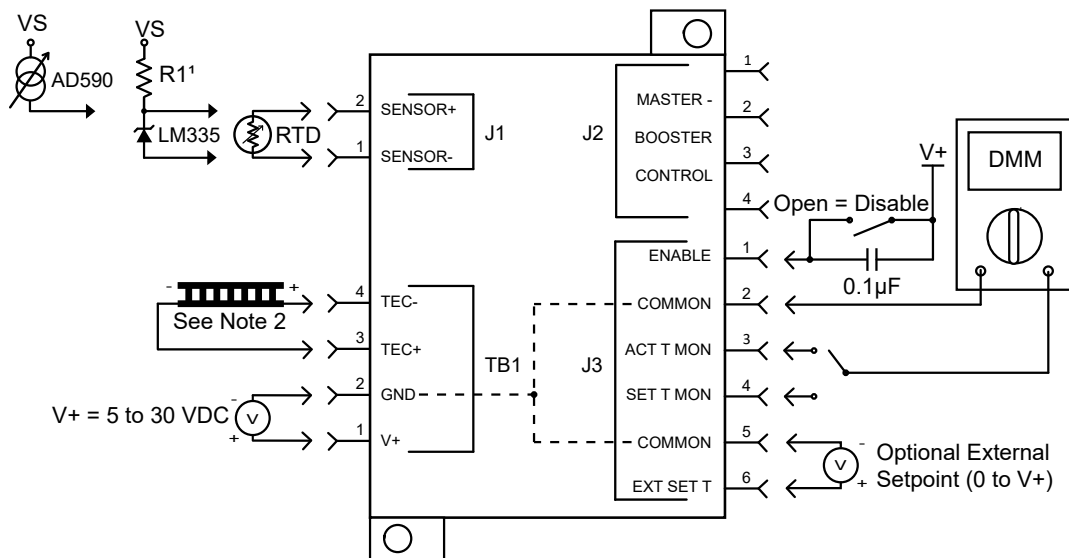 VS
AD590
VS
R1¹
LM335
RTD
2
SENSOR+
1
SENSOR-
J1
- +
See Note 2
4
TEC-
3
TEC+
2
GND
1
V+
TB1
V+ = 5 to 30 VDC
-
V
+
J2
1
MASTER -
2
BOOSTER
3
CONTROL
4
J3
ENABLE
1
COMMON
2
ACT T MON
3
SET T MON
4
COMMON
5
EXT SET T
6
V+
Open = Disable
0.1µF
DMM
-
V
+
Optional External
Setpoint (0 to V+)